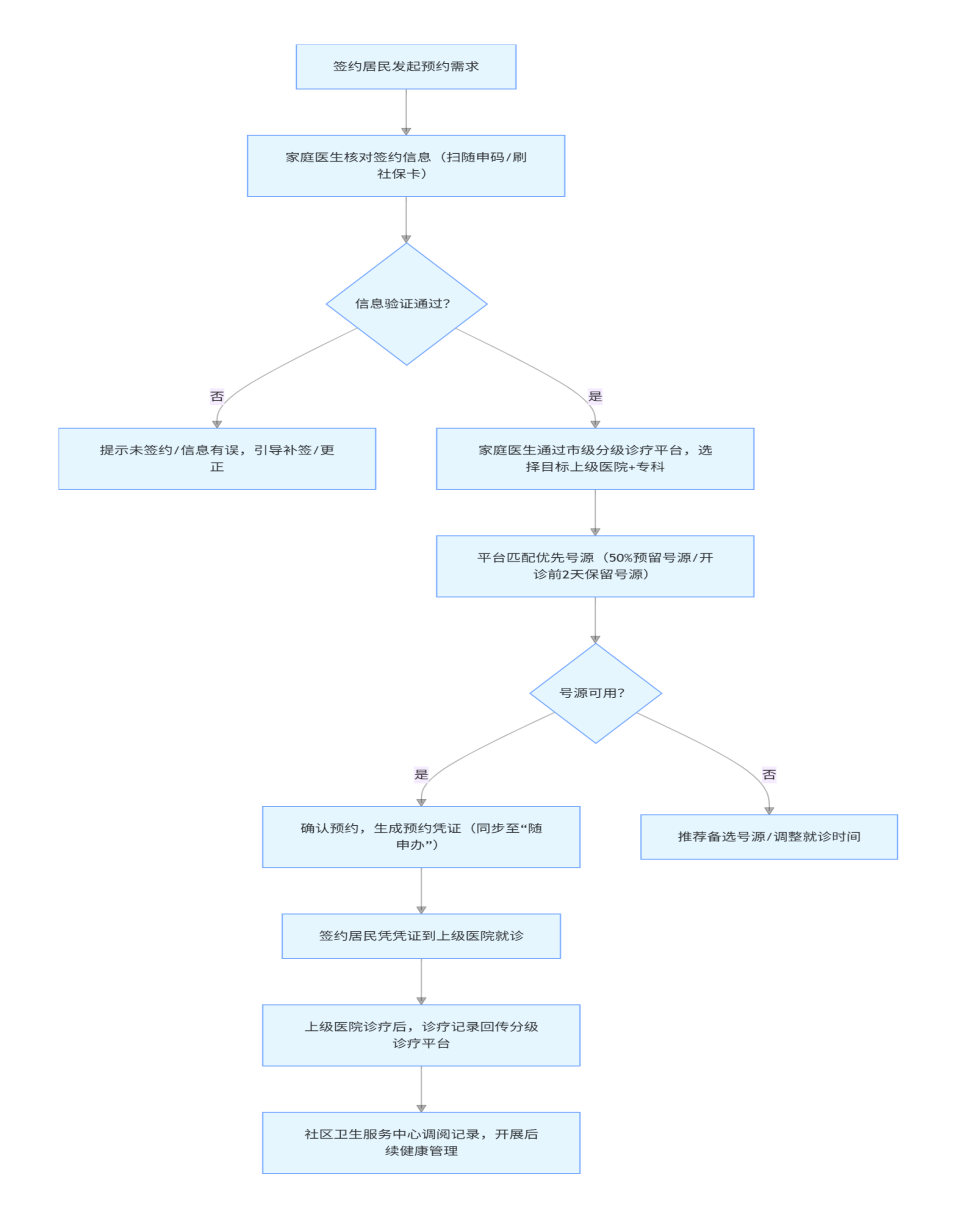 签约居民发起预约需求
家庭医生核对签约信息（扫随申码/刷
社保卡）
信息验证通过？
否
是
提示未签约/信息有误，引导补签/更
正
家庭医生通过市级分级诊疗平台，选
择目标上级医院+专科
平台匹配优先号源（50%预留号源/开
诊前2天保留号源）
号源可用？
是
否
确认预约，生成预约凭证（同步至“随
申办”）
推荐备选号源/调整就诊时间
签约居民凭凭证到上级医院就诊
上级医院诊疗后，诊疗记录回传分级
诊疗平台
社区卫生服务中心调阅记录，开展后
续健康管理